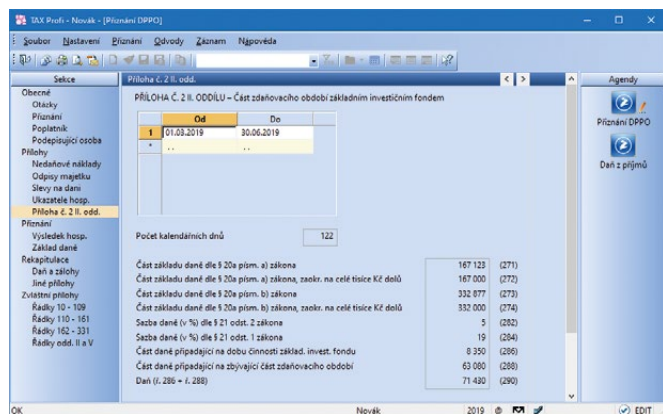 TAX Profi - Novák - [Přiznání DPPO]
Soubor Nastavení Přiznání Odvody Záznam Nápověda
Sekce
Obecné
Otázky
Přiznání
Poplatník
Podepisující osoba
Přílohy
Nedaňové náklady
Odpisy majetku
Slevy na dani
Ukazatele hosp.
Příloha č. 2 II. odd.
Přiznání
Výsledek hosp.
Základ daně
Rekapitulace
Daň a zálohy
Jiné přílohy
Zvláštní přílohy
Řádky 10 - 109
Řádky 110 - 161
Řádky 162 - 331
Řádky odd. II a V
Příloha č. 2 II. odd.
PŘÍLOHA Č. 2 II. ODDÍLU – Část zdaňovacího období základním investičním fondem
Od Do
1 01.03.2019 30.06.2019
* . . . .
Počet kalendářních dnů 122
Část základu daně dle § 20a písm. a) zákona 167 123 (271)
Část základu daně dle § 20a písm. a) zákona, zaokr. na celé tisíce Kč dolů 167 000 (272)
Část základu daně dle § 20a písm. b) zákona 332 877 (273)
Část základu daně dle § 20a písm. b) zákona, zaokr. na celé tisíce Kč dolů 332 000 (274)
Sazba daně (v %) dle § 21 odst. 2 zákona 5 (282)
Sazba daně (v %) dle § 21 odst. 1 zákona 19 (284)
Část daně připadající na dobu činnosti základ. invest. fondu 8 350 (286)
Část daně připadající na zbývající část zdaňovacího období 63 080 (288)
Daň (ř. 286 + ř. 288) 71 430 (290)
Agendy
Přiznání DPPO
Daň z příjmů
OK Novák 2019 @ EDIT